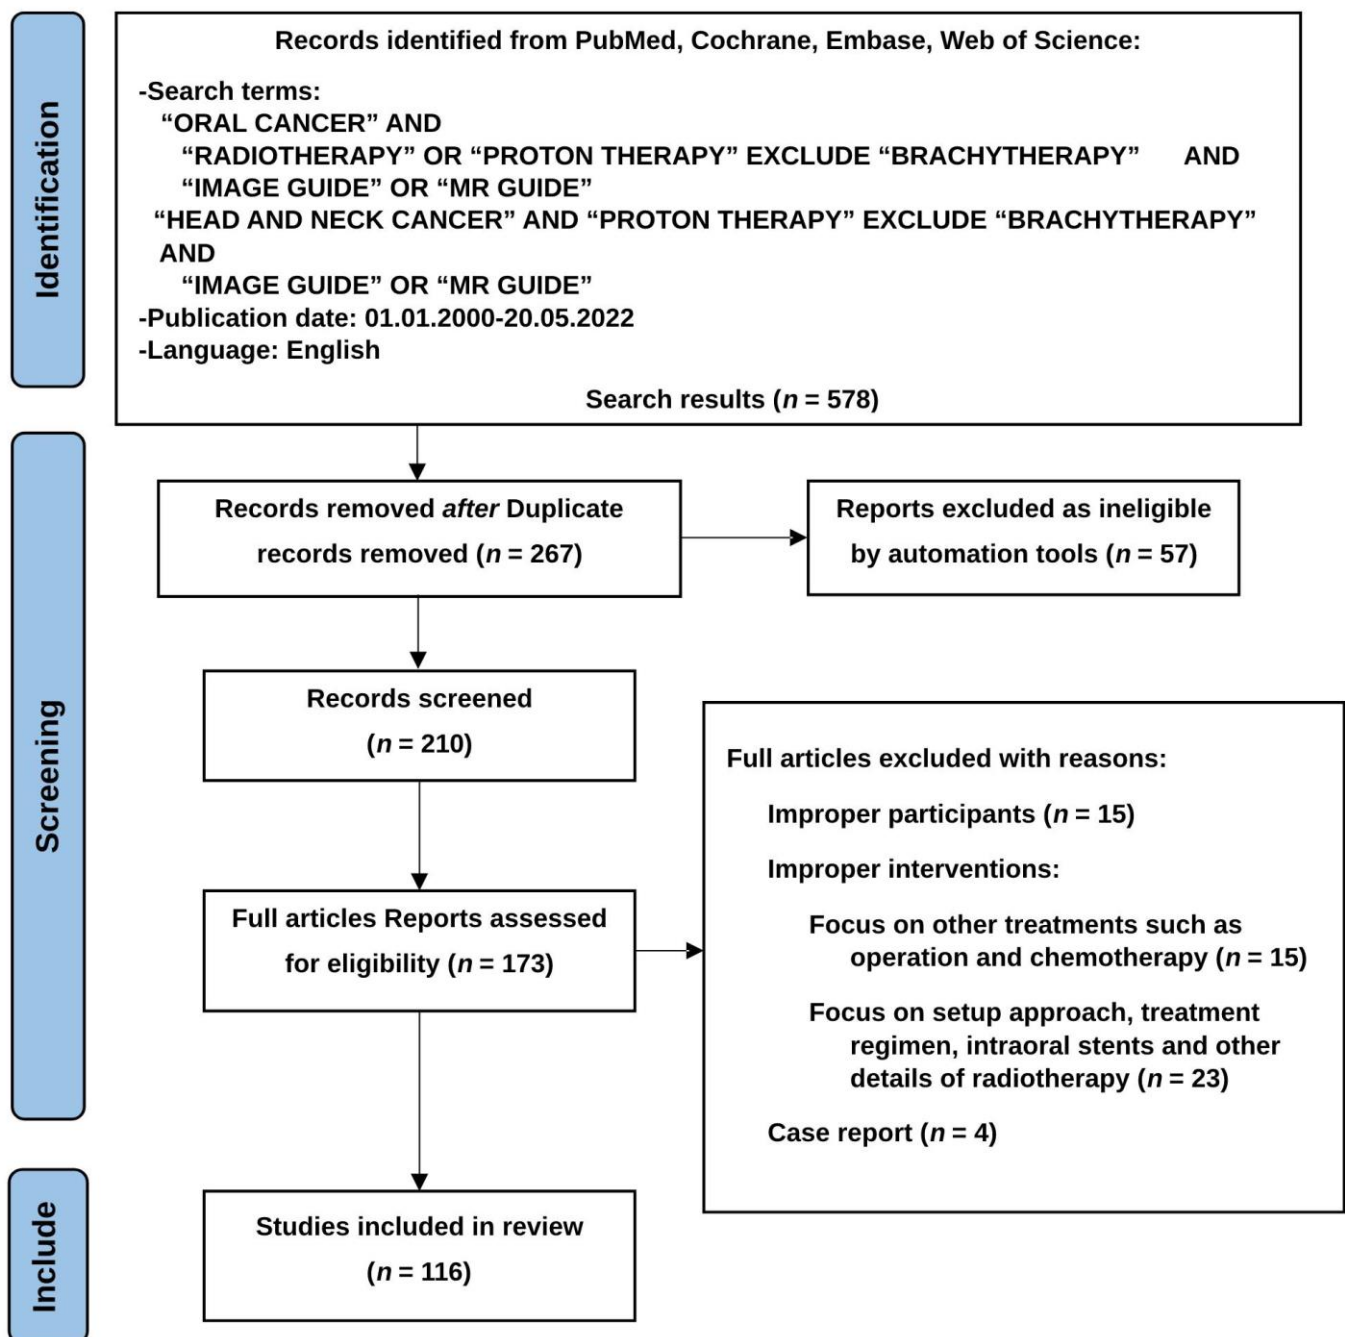 Identification
Records identified from PubMed, Cochrane, Embase, Web of Science:
-Search terms:
“ORAL CANCER” AND
“RADIOTHERAPY” OR “PROTON THERAPY” EXCLUDE “BRACHYTHERAPY” AND
“IMAGE GUIDE” OR “MR GUIDE”
“HEAD AND NECK CANCER” AND “PROTON THERAPY” EXCLUDE “BRACHYTHERAPY”
AND
“IMAGE GUIDE” OR “MR GUIDE”
-Publication date: 01.01.2000-20.05.2022
-Language: English
Search results (n = 578)
Screening
Records removed after Duplicate
records removed (n = 267)
Reports excluded as ineligible
by automation tools (n = 57)
Records screened
(n = 210)
Full articles Reports assessed
for eligibility (n = 173)
Full articles excluded with reasons:
Improper participants (n = 15)
Improper interventions:
Focus on other treatments such as
operation and chemotherapy (n = 15)
Focus on setup approach, treatment
regimen, intraoral stents and other
details of radiotherapy (n = 23)
Case report (n = 4)
Include
Studies included in review
(n = 116)